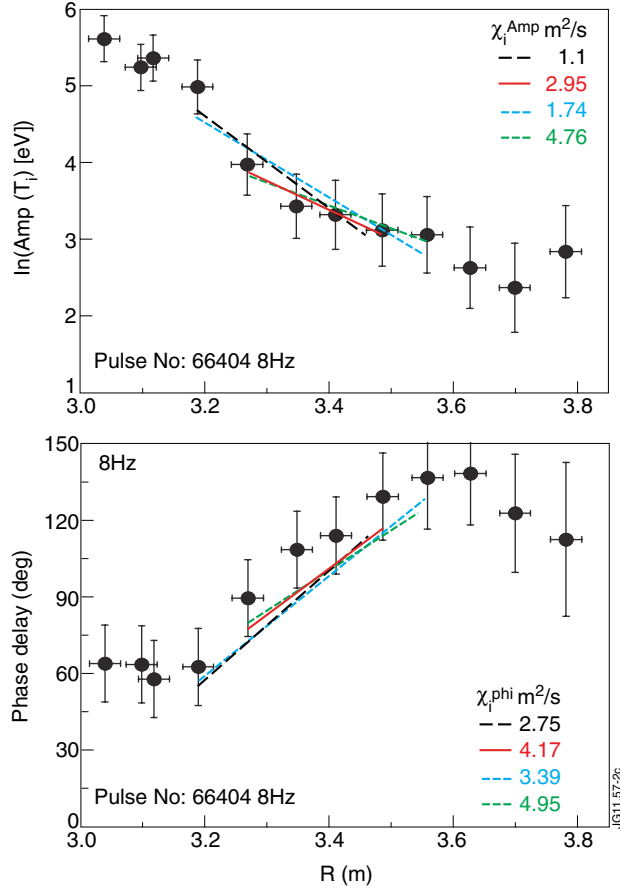 6
5
4
3
2
1
ln(Amp (Tᵢ) [eV])
χᵢᴬᵐᵖ m²/s
1.1
2.95
1.74
4.76
Pulse No: 66404 8Hz
3.0 3.2 3.4 3.6 3.8
150
120
90
60
30
0
Phase delay (deg)
8Hz
χᵢᵖʰⁱ m²/s
2.75
4.17
3.39
4.95
Pulse No: 66404 8Hz
3.0 3.2 3.4 3.6 3.8
R (m)
JG11.57-2c